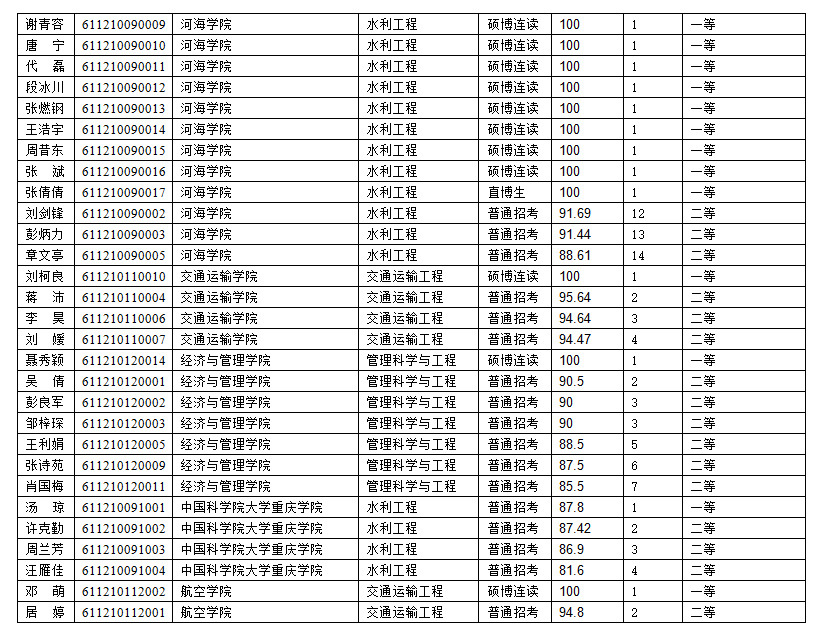 谢青容 611210090009 河海学院 水利工程 硕博连读 100 1 一等
唐 宁 611210090010 河海学院 水利工程 硕博连读 100 1 一等
代 磊 611210090011 河海学院 水利工程 硕博连读 100 1 一等
段冰川 611210090012 河海学院 水利工程 硕博连读 100 1 一等
张燃钢 611210090013 河海学院 水利工程 硕博连读 100 1 一等
王浩宇 611210090014 河海学院 水利工程 硕博连读 100 1 一等
周昔东 611210090015 河海学院 水利工程 硕博连读 100 1 一等
张 斌 611210090016 河海学院 水利工程 硕博连读 100 1 一等
张倩倩 611210090017 河海学院 水利工程 直博生 100 1 一等
刘剑锋 611210090002 河海学院 水利工程 普通招考 91.69 12 二等
彭炳力 611210090003 河海学院 水利工程 普通招考 91.44 13 二等
章文亭 611210090005 河海学院 水利工程 普通招考 88.61 14 二等
刘柯良 611210110010 交通运输学院 交通运输工程 硕博连读 100 1 一等
蒋 沛 611210110004 交通运输学院 交通运输工程 普通招考 95.64 2 二等
李 昊 611210110006 交通运输学院 交通运输工程 普通招考 94.64 3 二等
刘 媛 611210110007 交通运输学院 交通运输工程 普通招考 94.47 4 二等
聂秀颖 611210120014 经济与管理学院 管理科学与工程 硕博连读 100 1 一等
吴 倩 611210120001 经济与管理学院 管理科学与工程 普通招考 90.5 2 二等
彭良军 611210120002 经济与管理学院 管理科学与工程 普通招考 90 3 二等
邹梓琛 611210120003 经济与管理学院 管理科学与工程 普通招考 90 3 二等
王利娟 611210120005 经济与管理学院 管理科学与工程 普通招考 88.5 5 二等
张诗苑 611210120009 经济与管理学院 管理科学与工程 普通招考 87.5 6 二等
肖国梅 611210120011 经济与管理学院 管理科学与工程 普通招考 85.5 7 二等
汤 琼 611210091001 中国科学院大学重庆学院 水利工程 普通招考 87.8 1 一等
许克勤 611210091002 中国科学院大学重庆学院 水利工程 普通招考 87.42 2 二等
周兰芳 611210091003 中国科学院大学重庆学院 水利工程 普通招考 86.9 3 二等
汪雁佳 611210091004 中国科学院大学重庆学院 水利工程 普通招考 81.6 4 二等
邓 萌 611210112002 航空学院 交通运输工程 硕博连读 100 1 一等
居 婷 611210112001 航空学院 交通运输工程 普通招考 94.8 2 二等